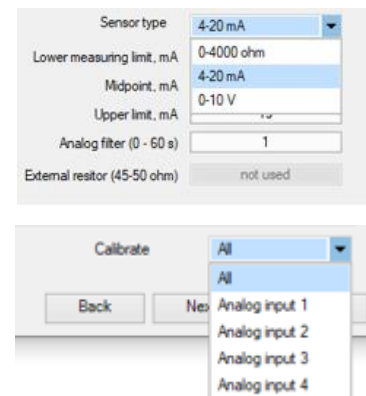 Sensor type 4-20 mA
0-4000 ohm
Lower measuring limit, mA
4-20 mA
Midpoint, mA
0-10 V
Upper limit, mA
Analog filter (0 - 60 s) 1
External resitor (45-50 ohm) not used
Calibrate All
All
Back
Analog input 1
Analog input 2
Analog input 3
Analog input 4